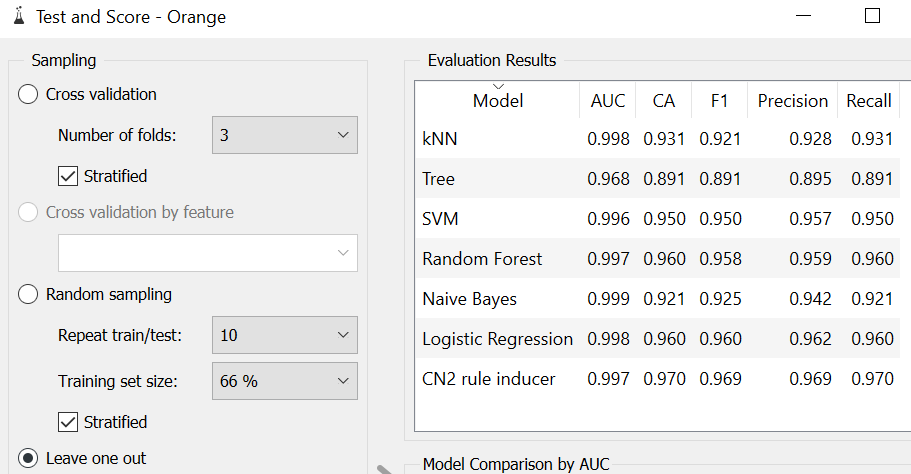 Test and Score - Orange
Sampling
Cross validation
Number of folds: 3
Stratified
Cross validation by feature
Random sampling
Repeat train/test: 10
Training set size: 66 %
Stratified
Leave one out
Evaluation Results
Model AUC CA F1 Precision Recall
kNN 0.998 0.931 0.921 0.928 0.931
Tree 0.968 0.891 0.891 0.895 0.891
SVM 0.996 0.950 0.950 0.957 0.950
Random Forest 0.997 0.960 0.958 0.959 0.960
Naive Bayes 0.999 0.921 0.925 0.942 0.921
Logistic Regression 0.998 0.960 0.960 0.962 0.960
CN2 rule inducer 0.997 0.970 0.969 0.969 0.970
Model Comparison by AUC